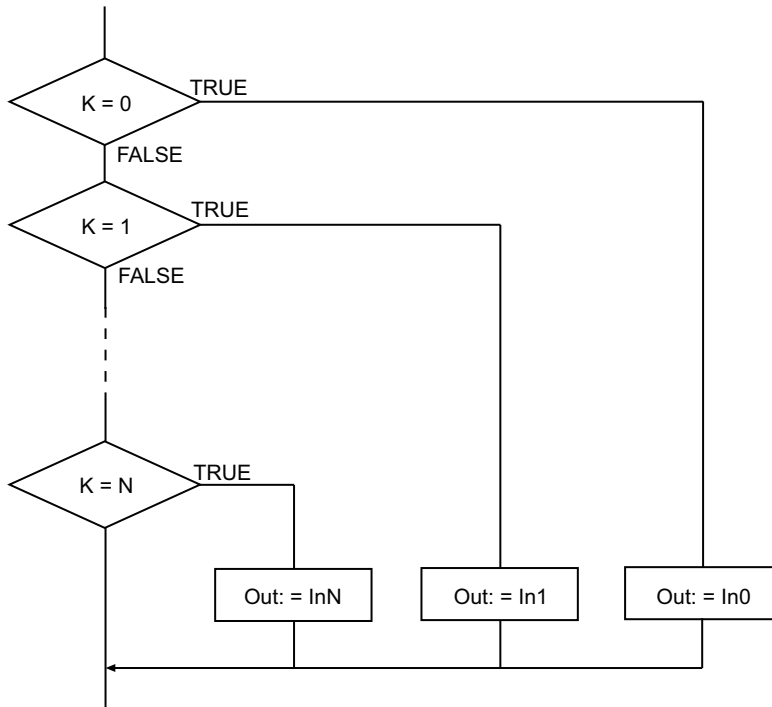 TRUE
K = 0
FALSE
TRUE
K = 1
FALSE
TRUE
K = N
Out: = InN
Out: = In1
Out: = In0